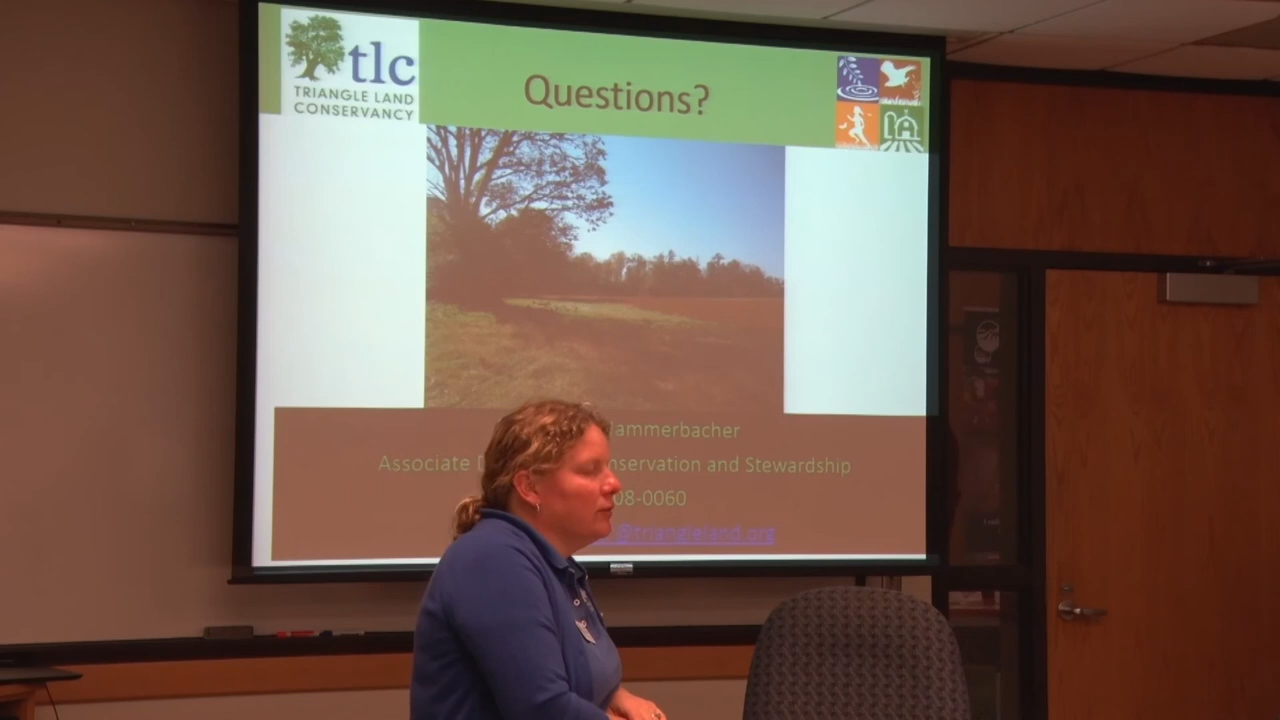 tlc
TRIANGLE LAND
CONSERVANCY
Questions?
Hammerbacher
Associate D nservation and Stewardship
08-0060
@triangleland.org